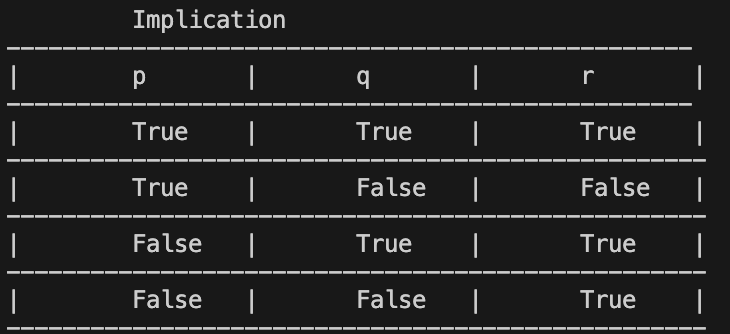 Implication
| p | q | r |
| True | True | True |
| True | False | False |
| False | True | True |
| False | False | True |